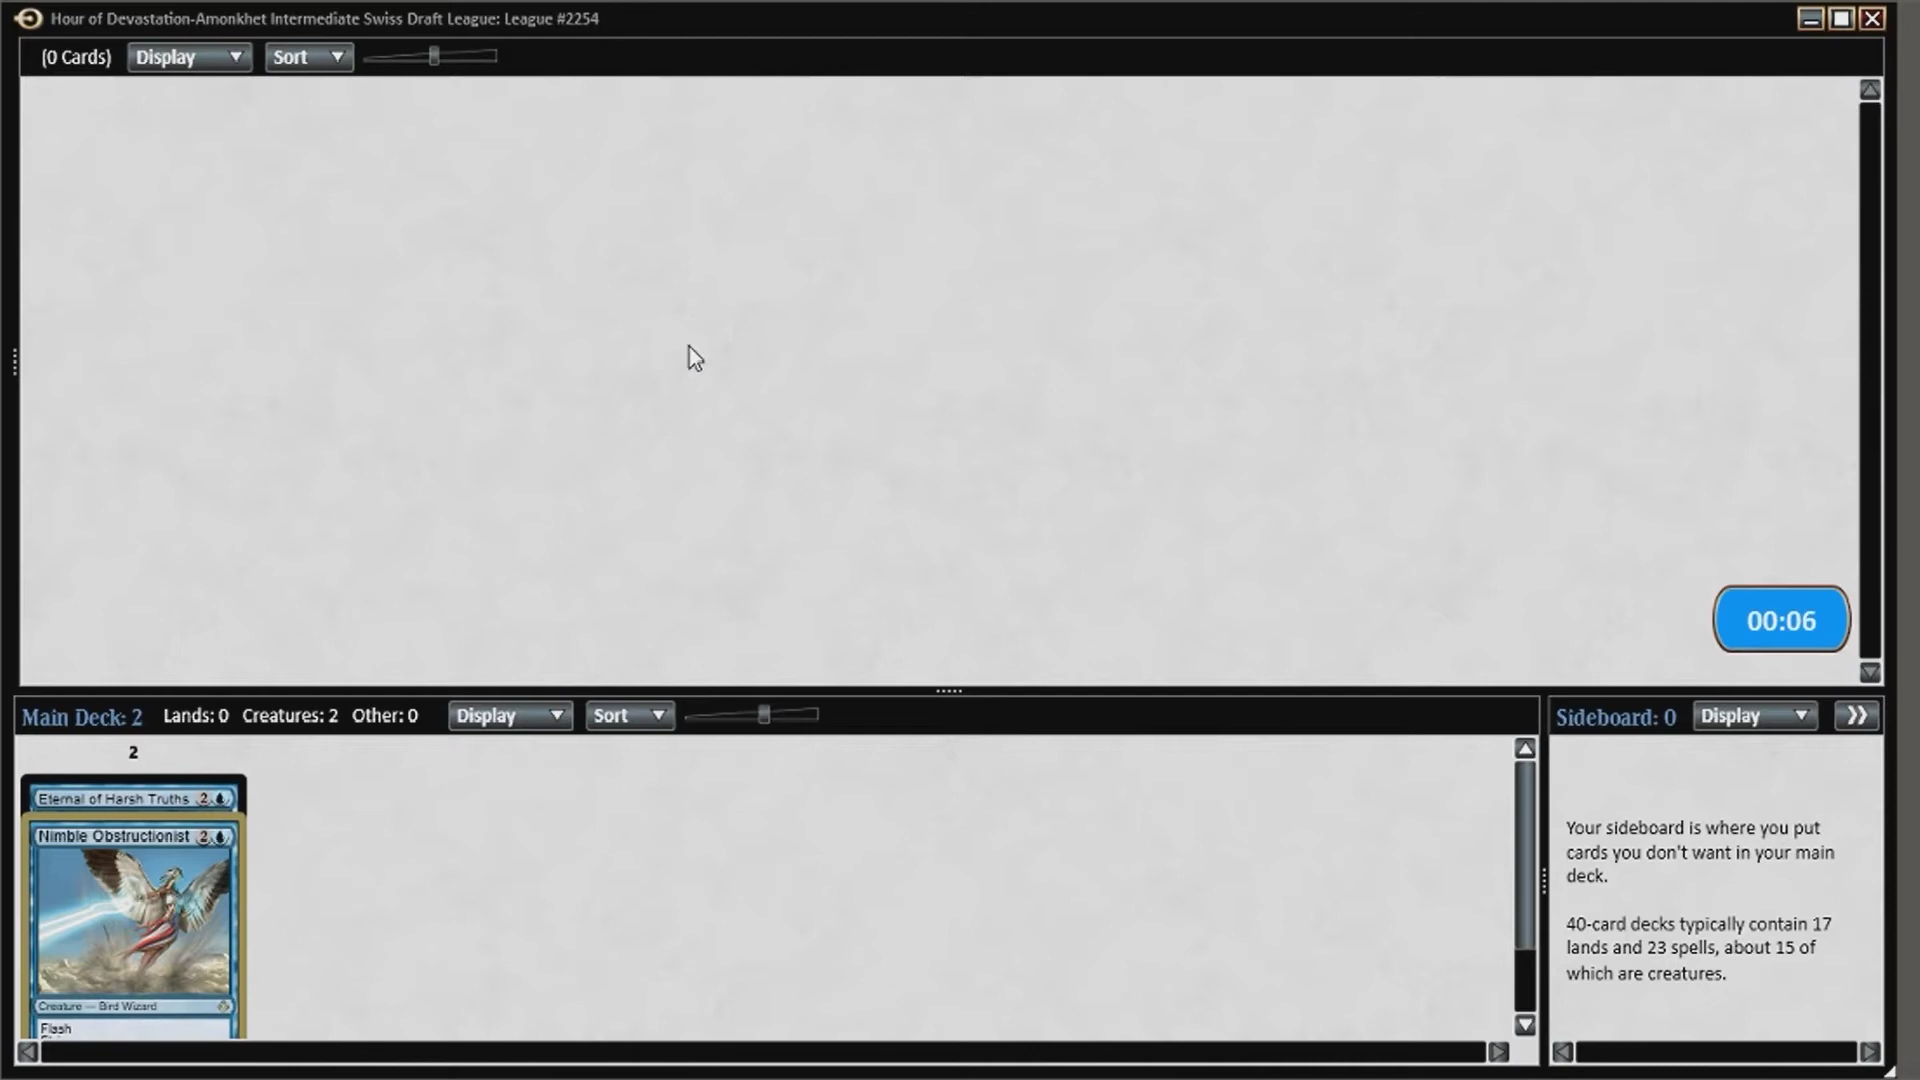 Hour of Devastation-Amonkhet Intermediate Swiss Draft League: League #2254
(0 Cards) Display Sort
00:06
Main Deck: 2 Lands: 0 Creatures: 2 Other: 0 Display Sort
Sideboard: 0 Display
2
Eternal of Harsh Truths 2
Nimble Obstructionist 2
Creature — Bird Wizard
Flash
Your sideboard is where you put
cards you don't want in your main
deck.
40-card decks typically contain 17
lands and 23 spells, about 15 of
which are creatures.